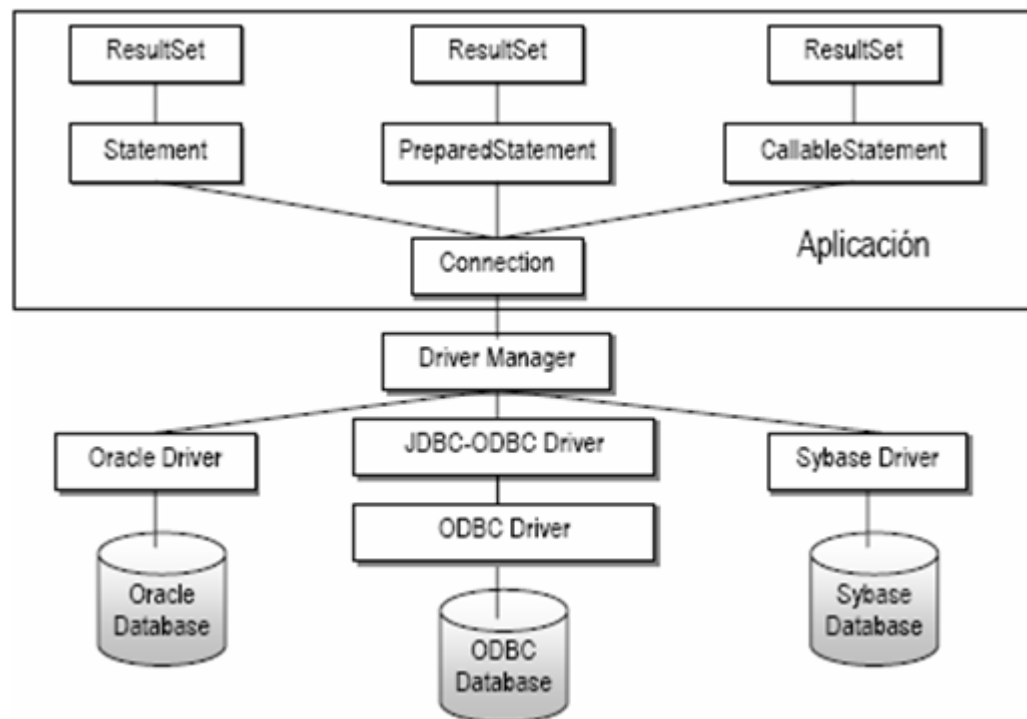 ResultSet
ResultSet
ResultSet
Statement
PreparedStatement
CallableStatement
Connection
Aplicación
Driver Manager
Oracle Driver
JDBC-ODBC Driver
Sybase Driver
ODBC Driver
Oracle
Database
ODBC
Database
Sybase
Database